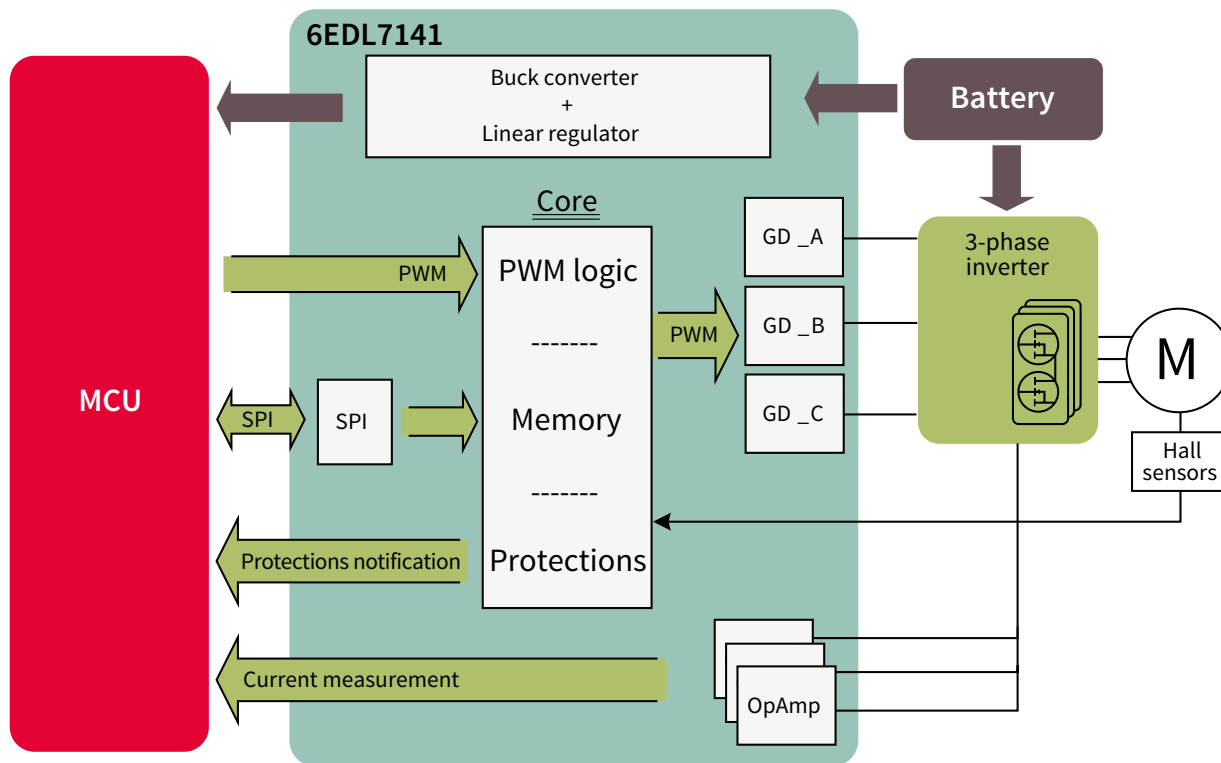 6EDL7141
Buck converter
+
Linear regulator
Battery
MCU
Core
PWM
PWM logic
-------
Memory
-------
Protections
PWM
GD _A
GD _B
GD _C
3-phase
inverter
M
Hall
sensors
SPI
SPI
Protections notification
Current measurement
OpAmp